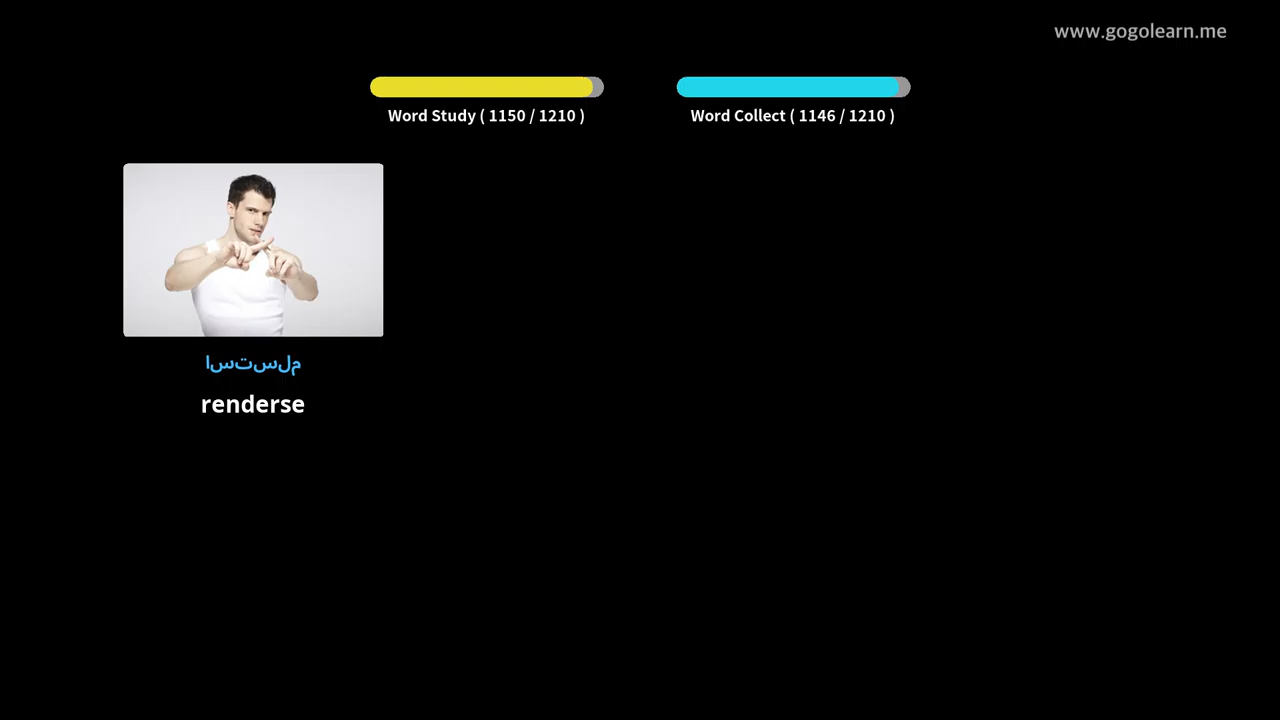 www.gogolearn.me
Word Study ( 1150 / 1210 )
Word Collect ( 1146 / 1210 )
استسلم
renderse